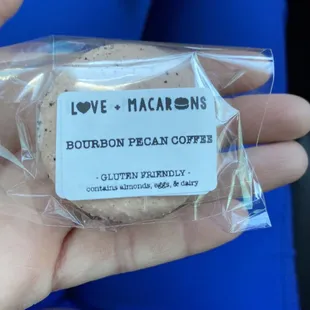 LOVE + MACARONS
BOURBON PECAN COFFEE
· GLUTEN FRIENDLY ·
contains almonds, eggs, & dairy